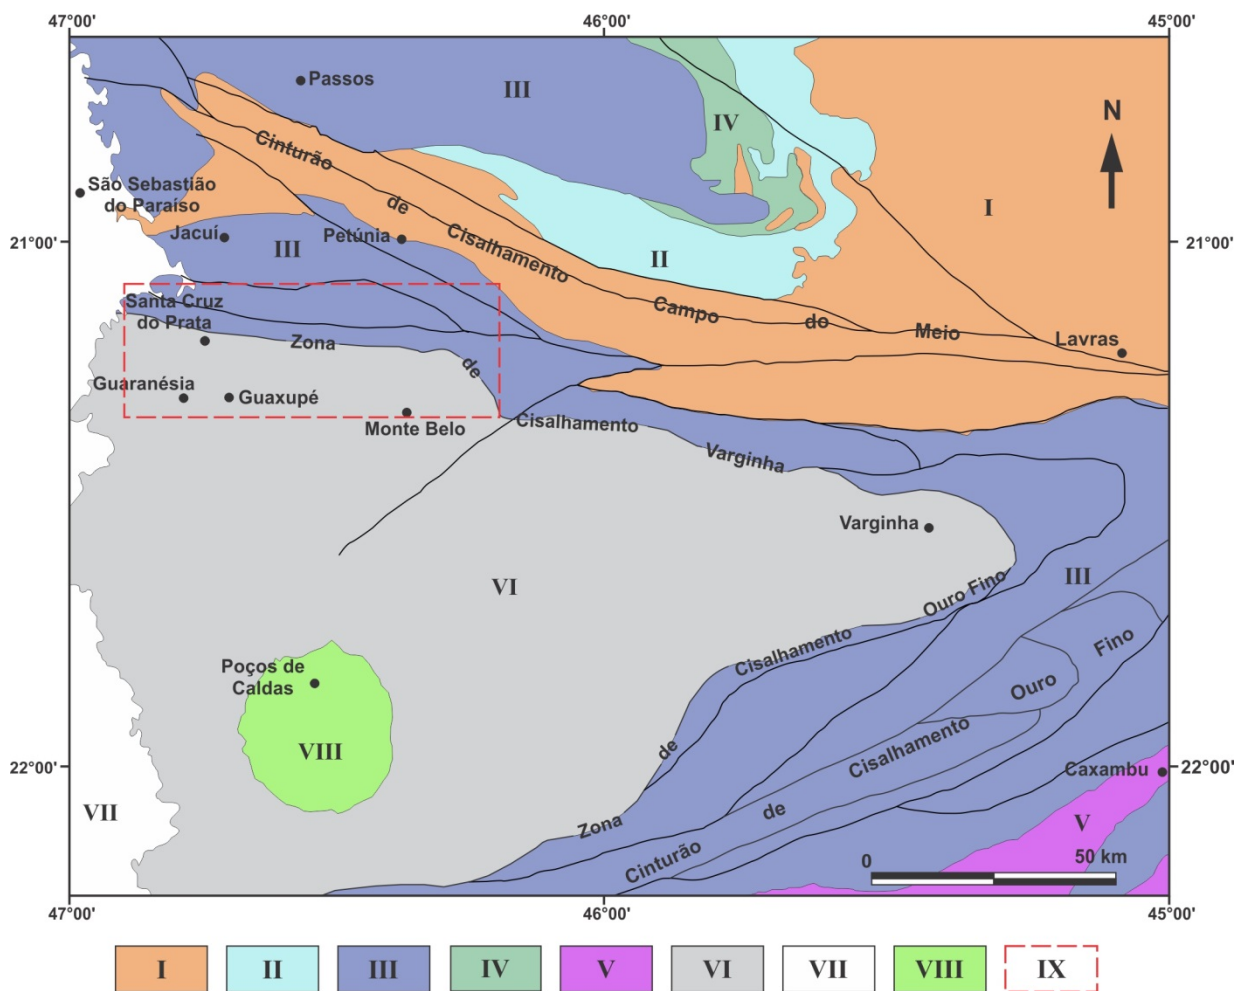 47°00'
46°00'
45°00'
Passos
III
IV
N
Cinturão
de
Cisalhamento
Campo
do
Meio
São Sebastião
do Paraíso
Jacuí
Petúnia
I
21°00'
21°00'
III
II
Lavras
Santa Cruz
do Prata
Zona
de
Cisalhamento
Varginha
Guaranésia
Guaxupé
Monte Belo
Varginha
VI
III
Zona
de
Cisalhamento
Ouro Fino
Poços de
Caldas
VIII
Cinturão
de
Cisalhamento
Ouro
Fino
22°00'
22°00'
Caxambu
VII
V
0
50 km
47°00'
46°00'
45°00'
I
II
III
IV
V
VI
VII
VIII
IX